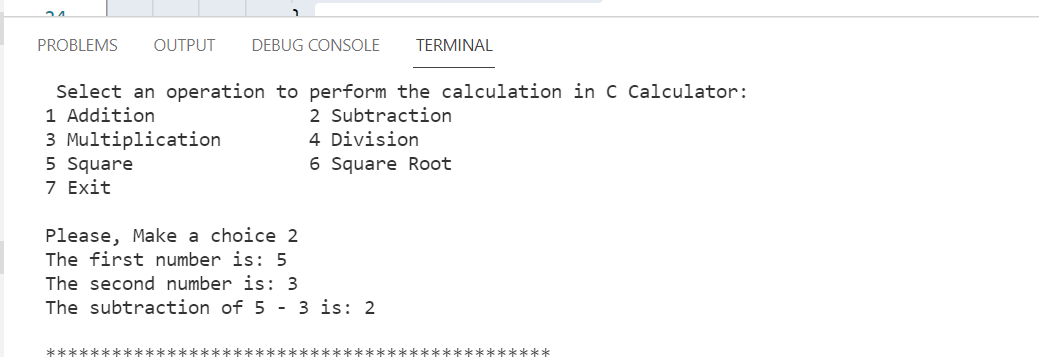 PROBLEMS OUTPUT DEBUG CONSOLE TERMINAL
Select an operation to perform the calculation in C Calculator:
1 Addition 2 Subtraction
3 Multiplication 4 Division
5 Square 6 Square Root
7 Exit
Please, Make a choice 2
The first number is: 5
The second number is: 3
The subtraction of 5 - 3 is: 2
**********************************************